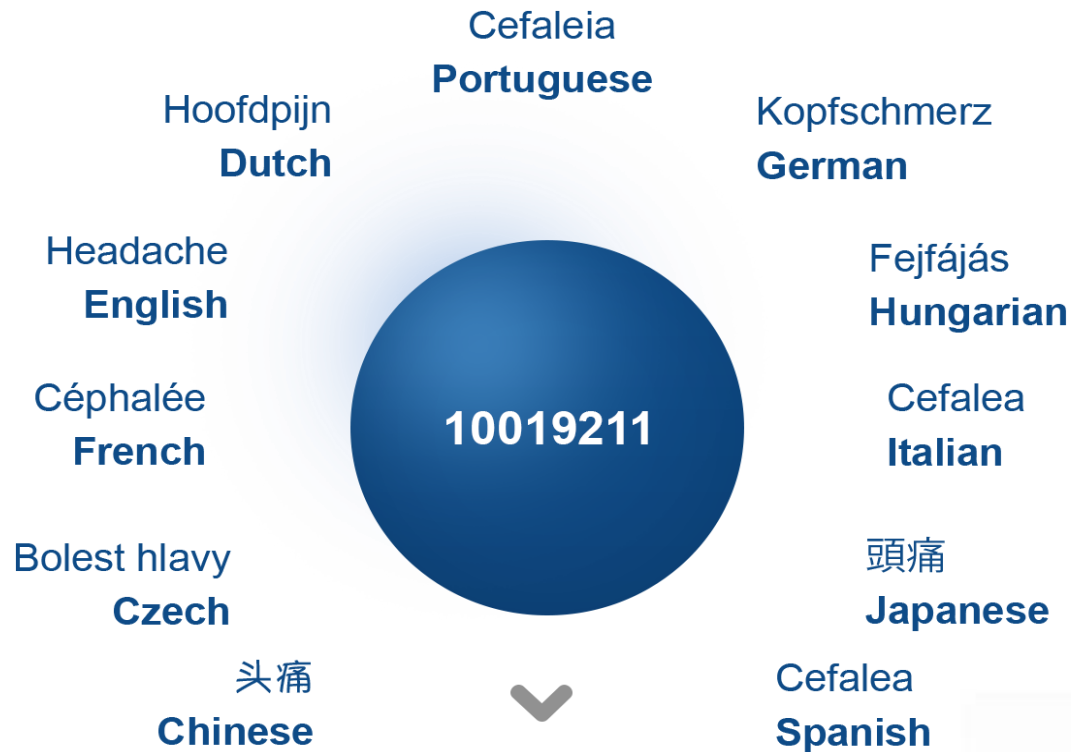 Cefaleia
Portuguese
Hoofdpijn
Dutch
Kopfschmerz
German
Headache
English
Fejfájás
Hungarian
Céphalée
French
10019211
Cefalea
Italian
Bolest hlavy
Czech
頭痛
Japanese
头痛
Chinese
Cefalea
Spanish